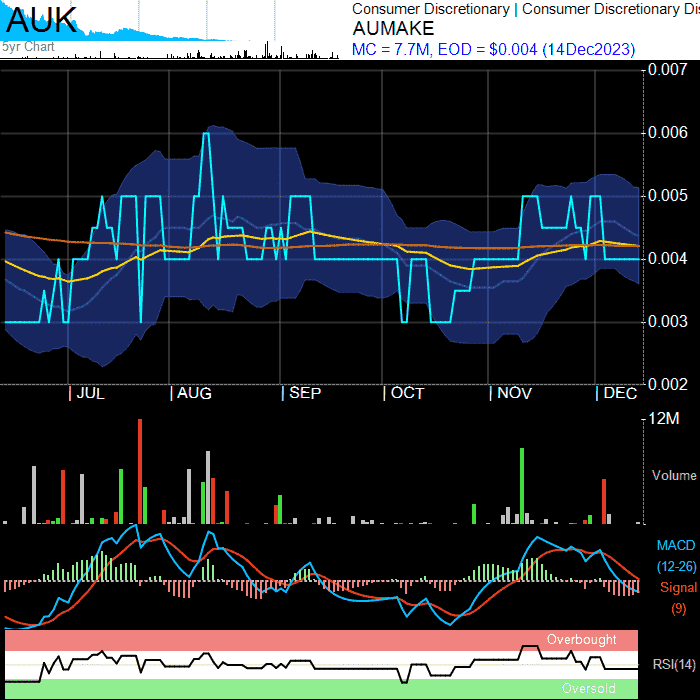 AUK
Consumer Discretionary | Consumer Discretionary Dis
AUMAKE
5yr Chart
MC = 7.7M, EOD = $0.004 (14Dec2023)
0.007
0.006
0.005
0.004
0.003
0.002
| JUL | AUG | SEP | OCT | NOV | DEC
12M
Volume
MACD
(12-26)
Signal
(9)
Overbought
RSI(14)
Oversold